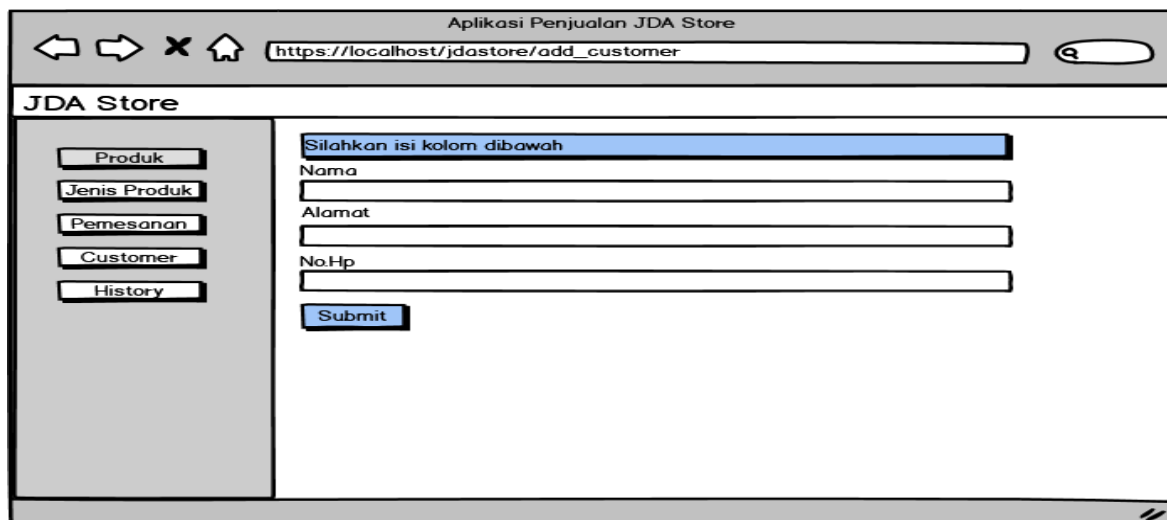 Aplikasi Penjualan JDA Store
https://localhost/jdastore/add_customer
JDA Store
Produk
Jenis Produk
Pemesanan
Customer
History
Silahkan isi kolom dibawah
Nama
Alamat
No.Hp
Submit